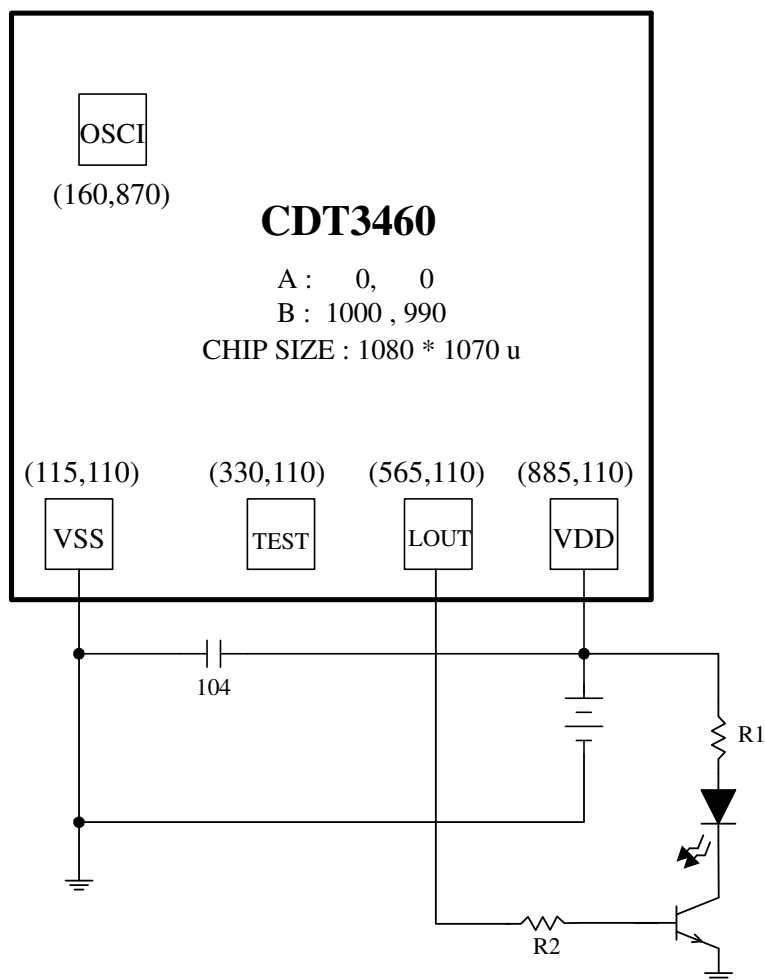 OSCI
(160,870)
CDT3460
A : 0, 0
B : 1000 , 990
CHIP SIZE : 1080 * 1070 u
(115,110) (330,110) (565,110) (885,110)
VSS TEST LOUT VDD
104
R1
R2